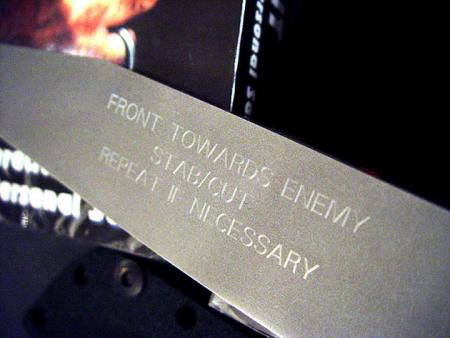 FRONT TOWARDS ENEMY
STAB/CUT
REPEAT IF NECESSARY